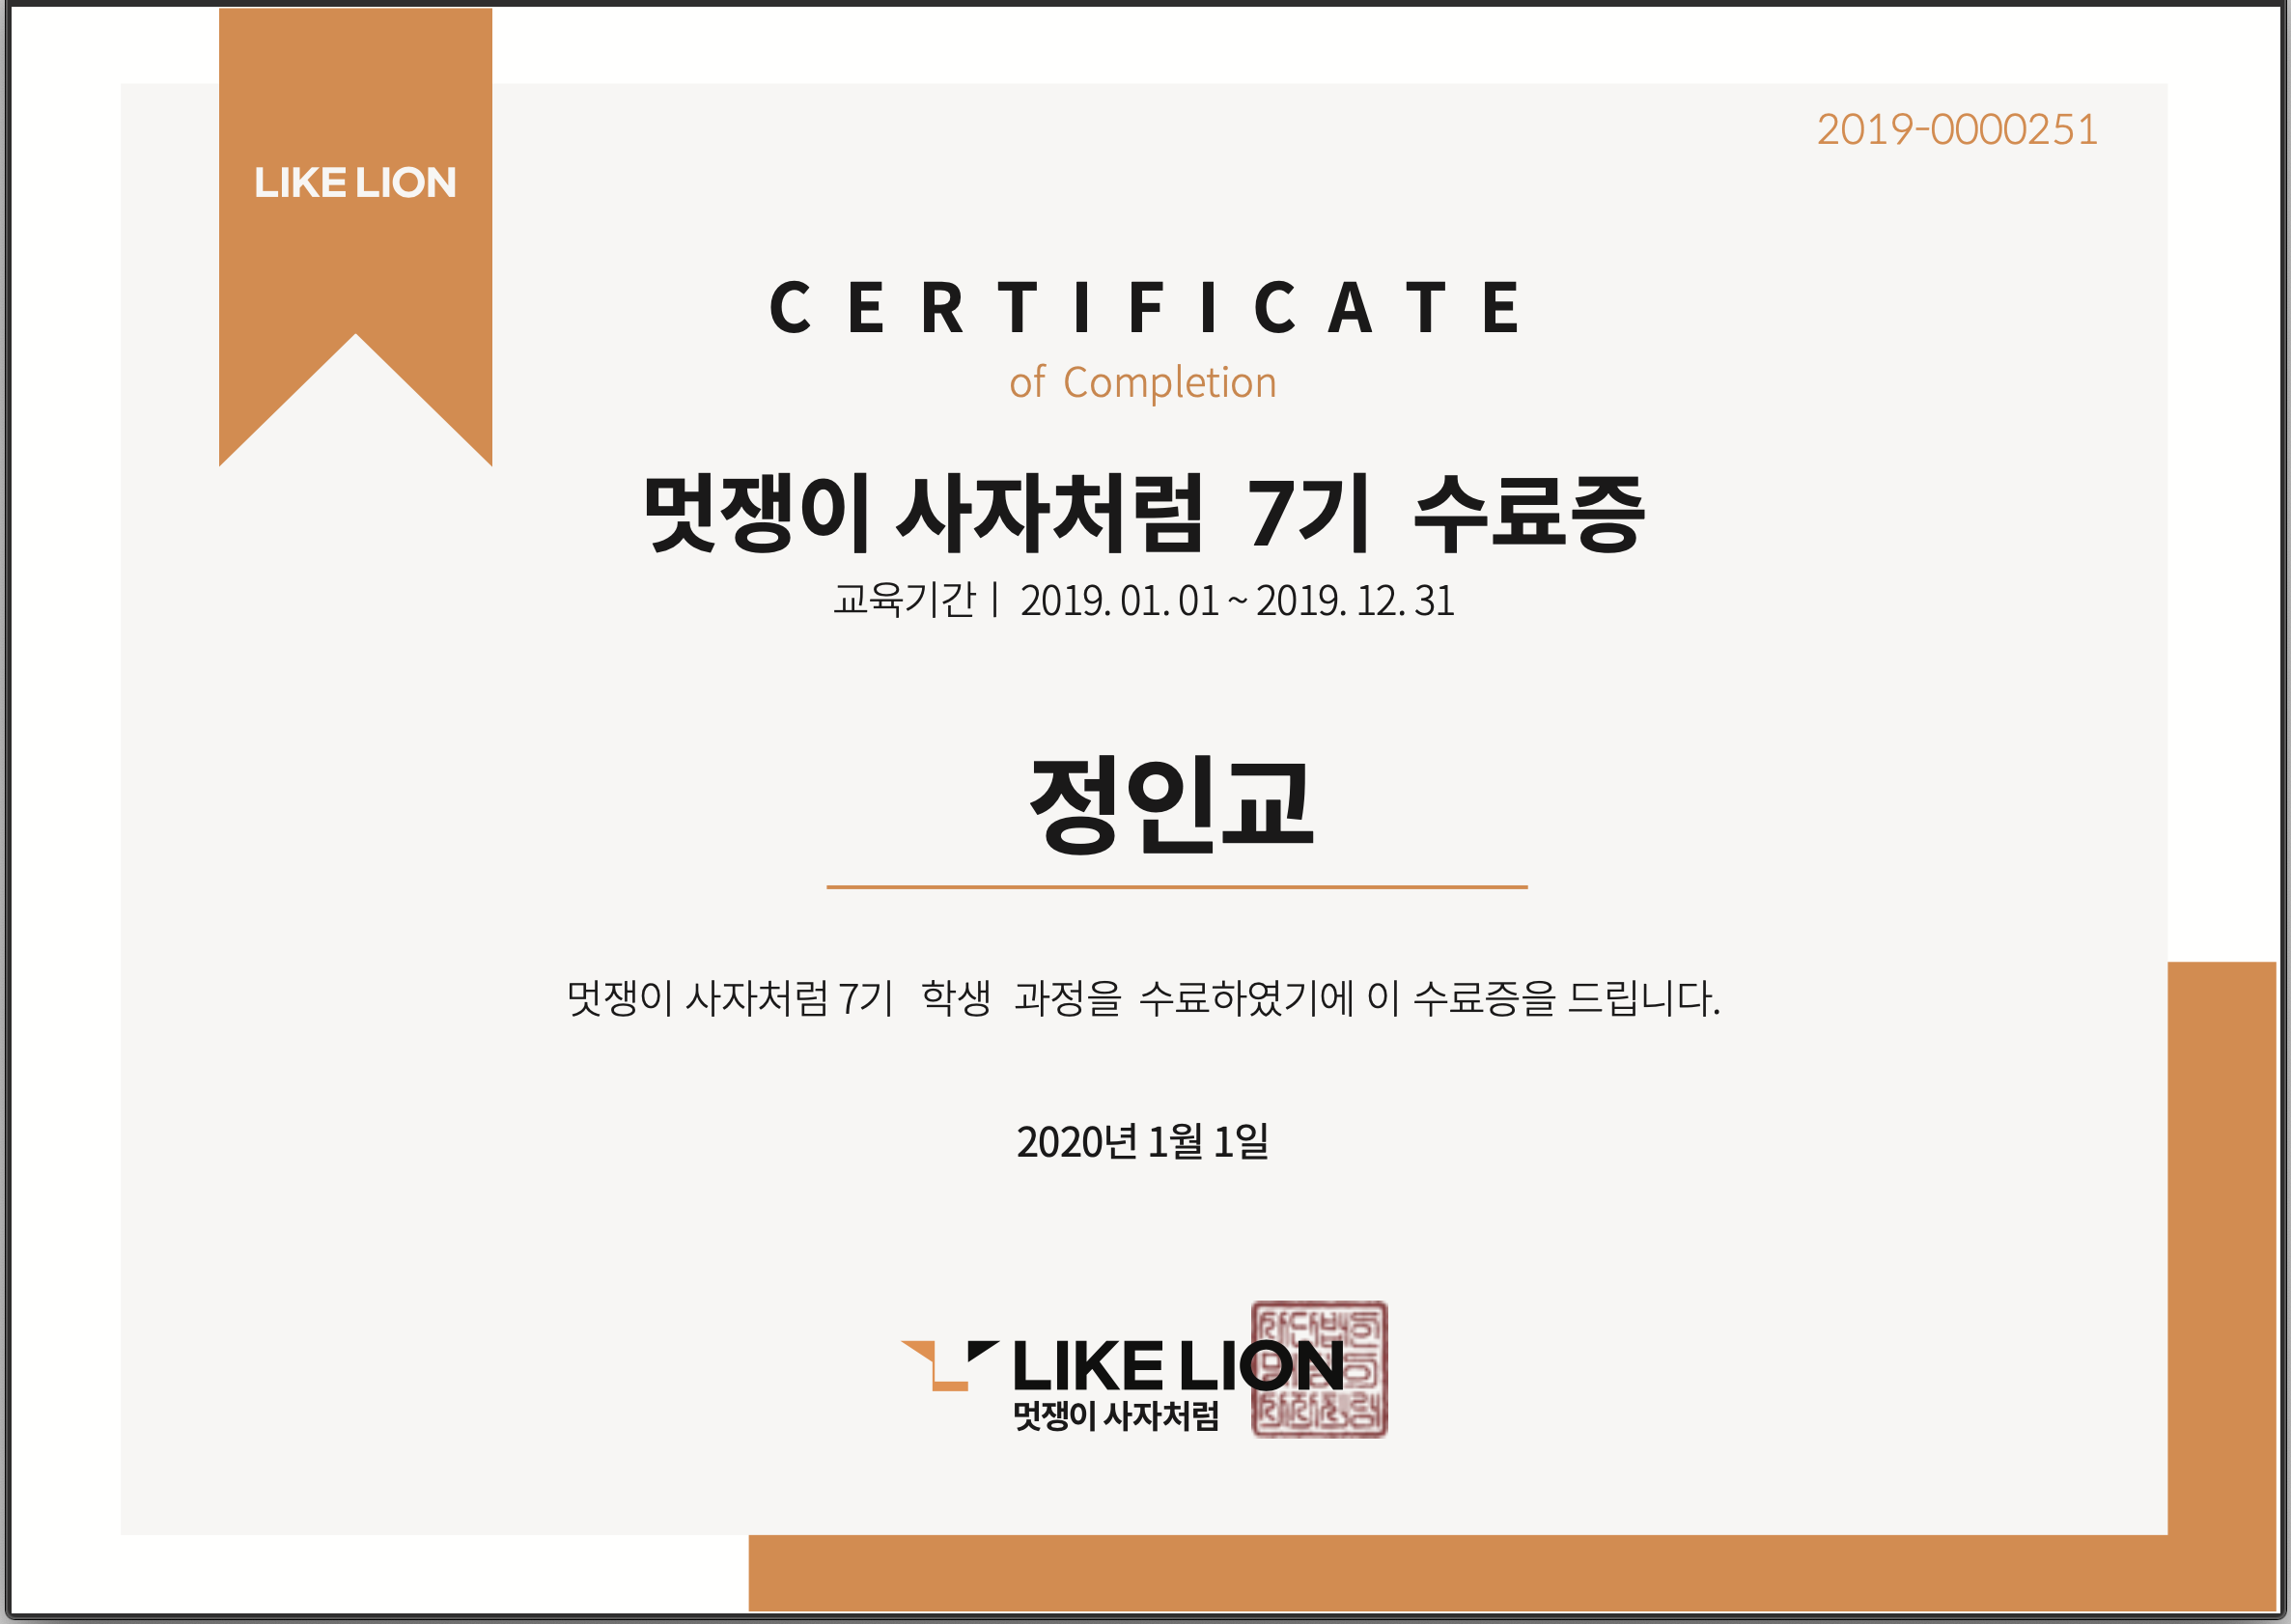 2019-0000251
LIKE LION
CERTIFICATE
of Completion
멋쟁이 사자처럼 7기 수료증
교육기간 | 2019. 01. 01 ~ 2019. 12. 31
정인교
멋쟁이 사자처럼 7기 학생 과정을 수료하엿기에 이 수료증을 드립니다.
2020년 1월 1일
LIKE LION
멋쟁이 사자처럼